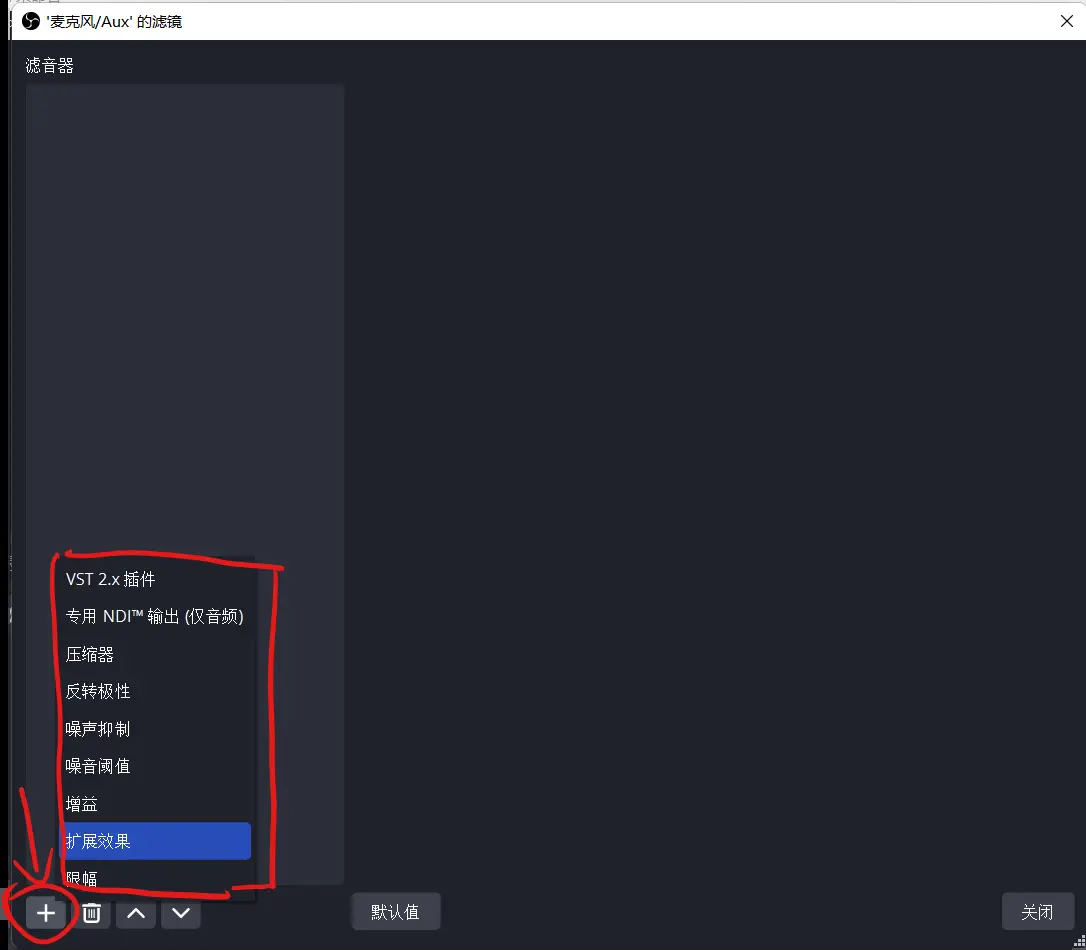 '麦克风/Aux' 的滤镜
滤音器
VST 2.x 插件
专用 NDI™ 输出 (仅音频)
压缩器
反转极性
噪声抑制
噪音阈值
增益
扩展效果
限幅
默认值
关闭